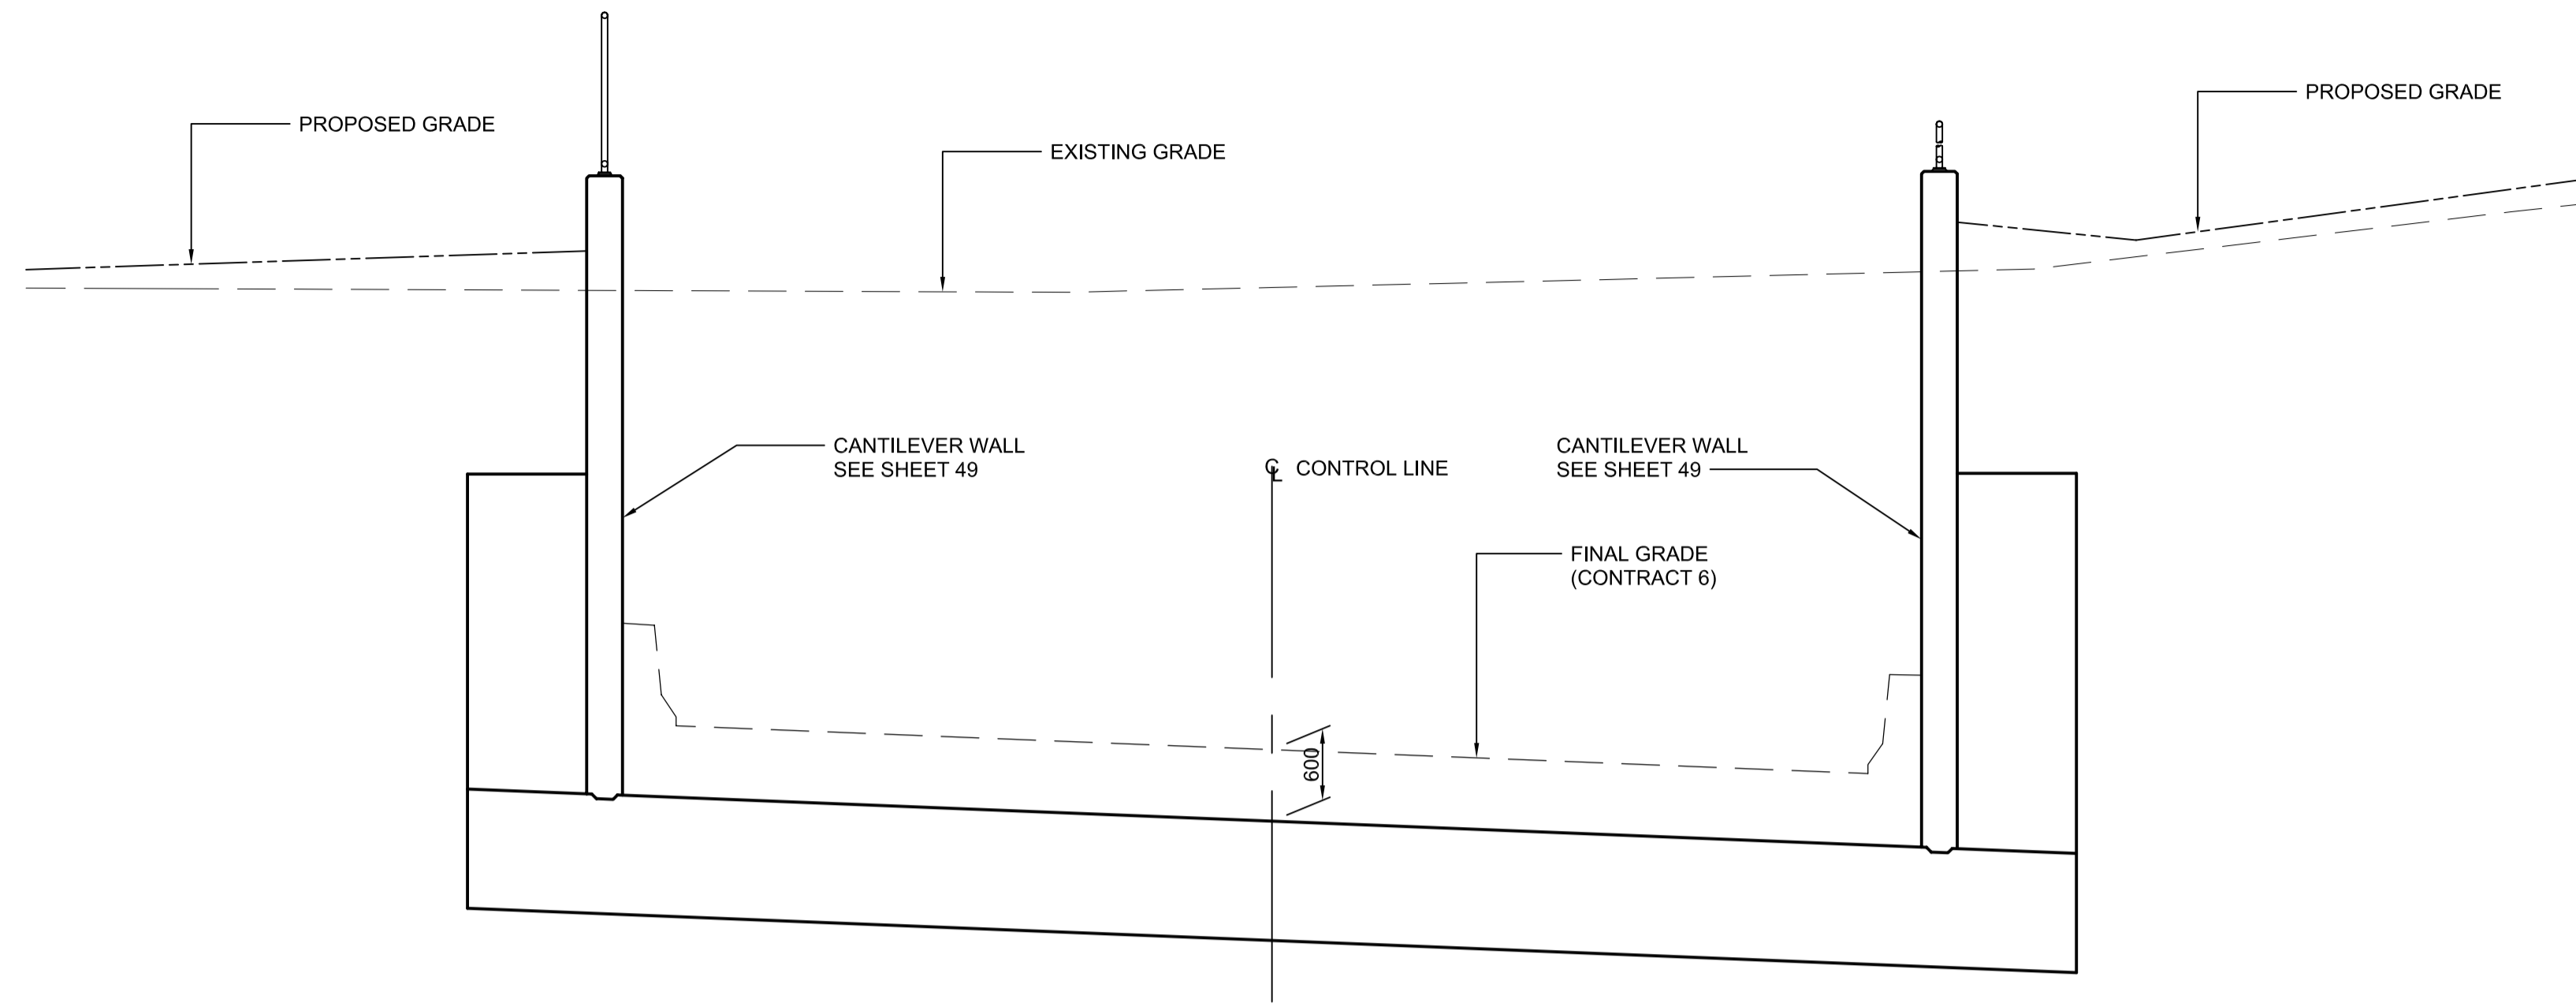 PROPOSED GRADE
EXISTING GRADE
PROPOSED GRADE
CANTILEVER WALL
SEE SHEET 49
CL CONTROL LINE
CANTILEVER WALL
SEE SHEET 49
FINAL GRADE
(CONTRACT 6)
600